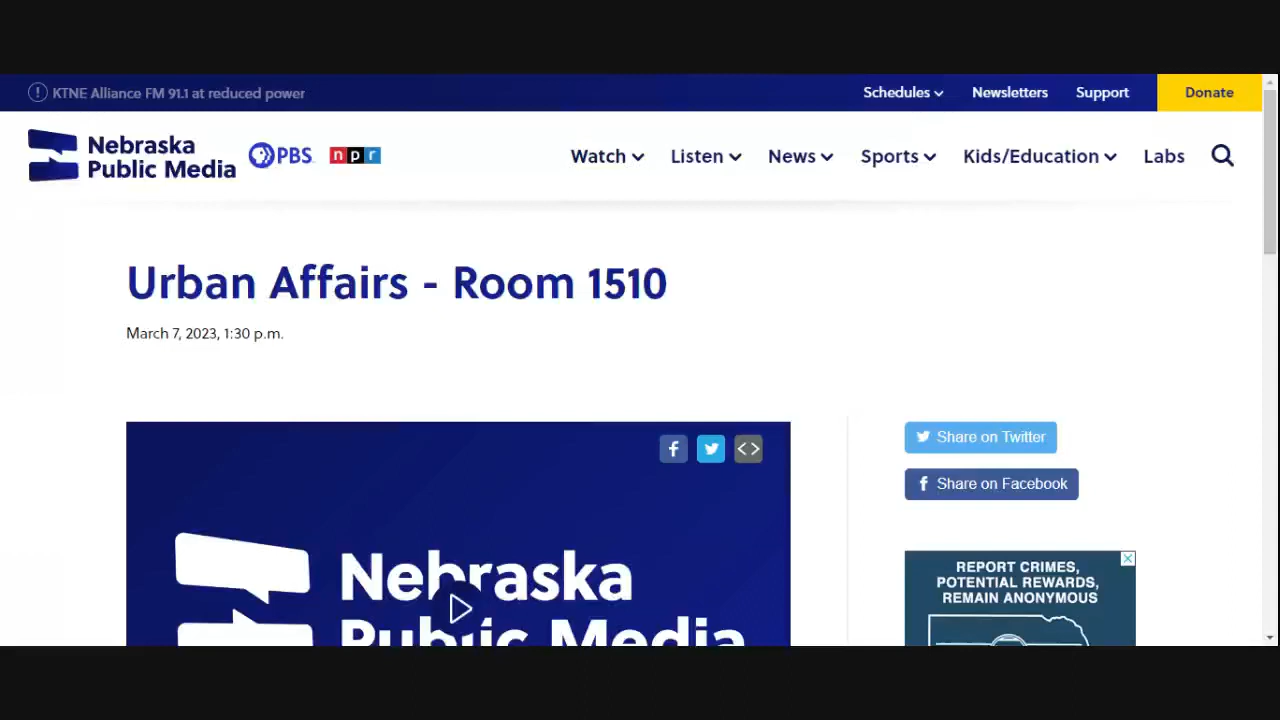 KTNE Alliance FM 91.1 at reduced power
Schedules
Newsletters
Support
Donate
Nebraska
Public Media
PBS
npr
Watch
Listen
News
Sports
Kids/Education
Labs
Urban Affairs - Room 1510
March 7, 2023, 1:30 p.m.
Share on Twitter
Share on Facebook
Nebraska
Public Media
REPORT CRIMES,
POTENTIAL REWARDS,
REMAIN ANONYMOUS